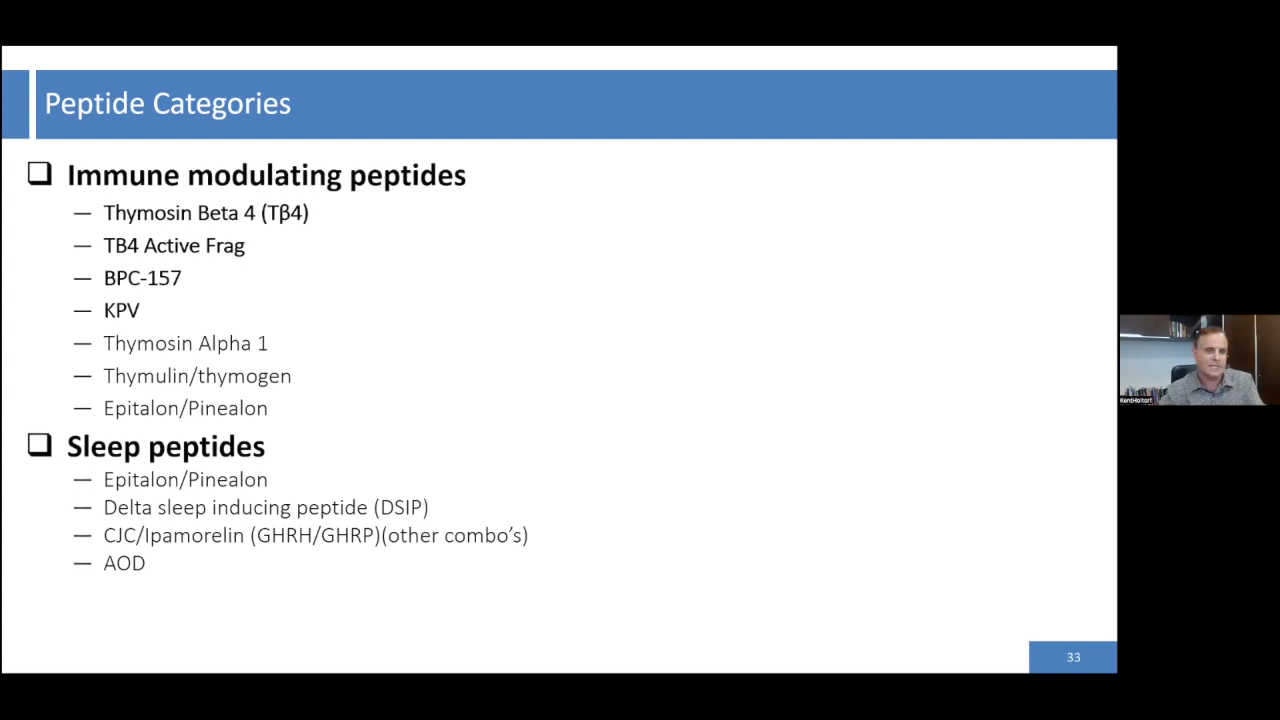 Peptide Categories
❑ Immune modulating peptides
— Thymosin Beta 4 (Tβ4)
— TB4 Active Frag
— BPC-157
— KPV
— Thymosin Alpha 1
— Thymulin/thymogen
— Epitalon/Pinealon
❑ Sleep peptides
— Epitalon/Pinealon
— Delta sleep inducing peptide (DSIP)
— CJC/Ipamorelin (GHRH/GHRP)(other combo’s)
— AOD
33
KentHoltorf